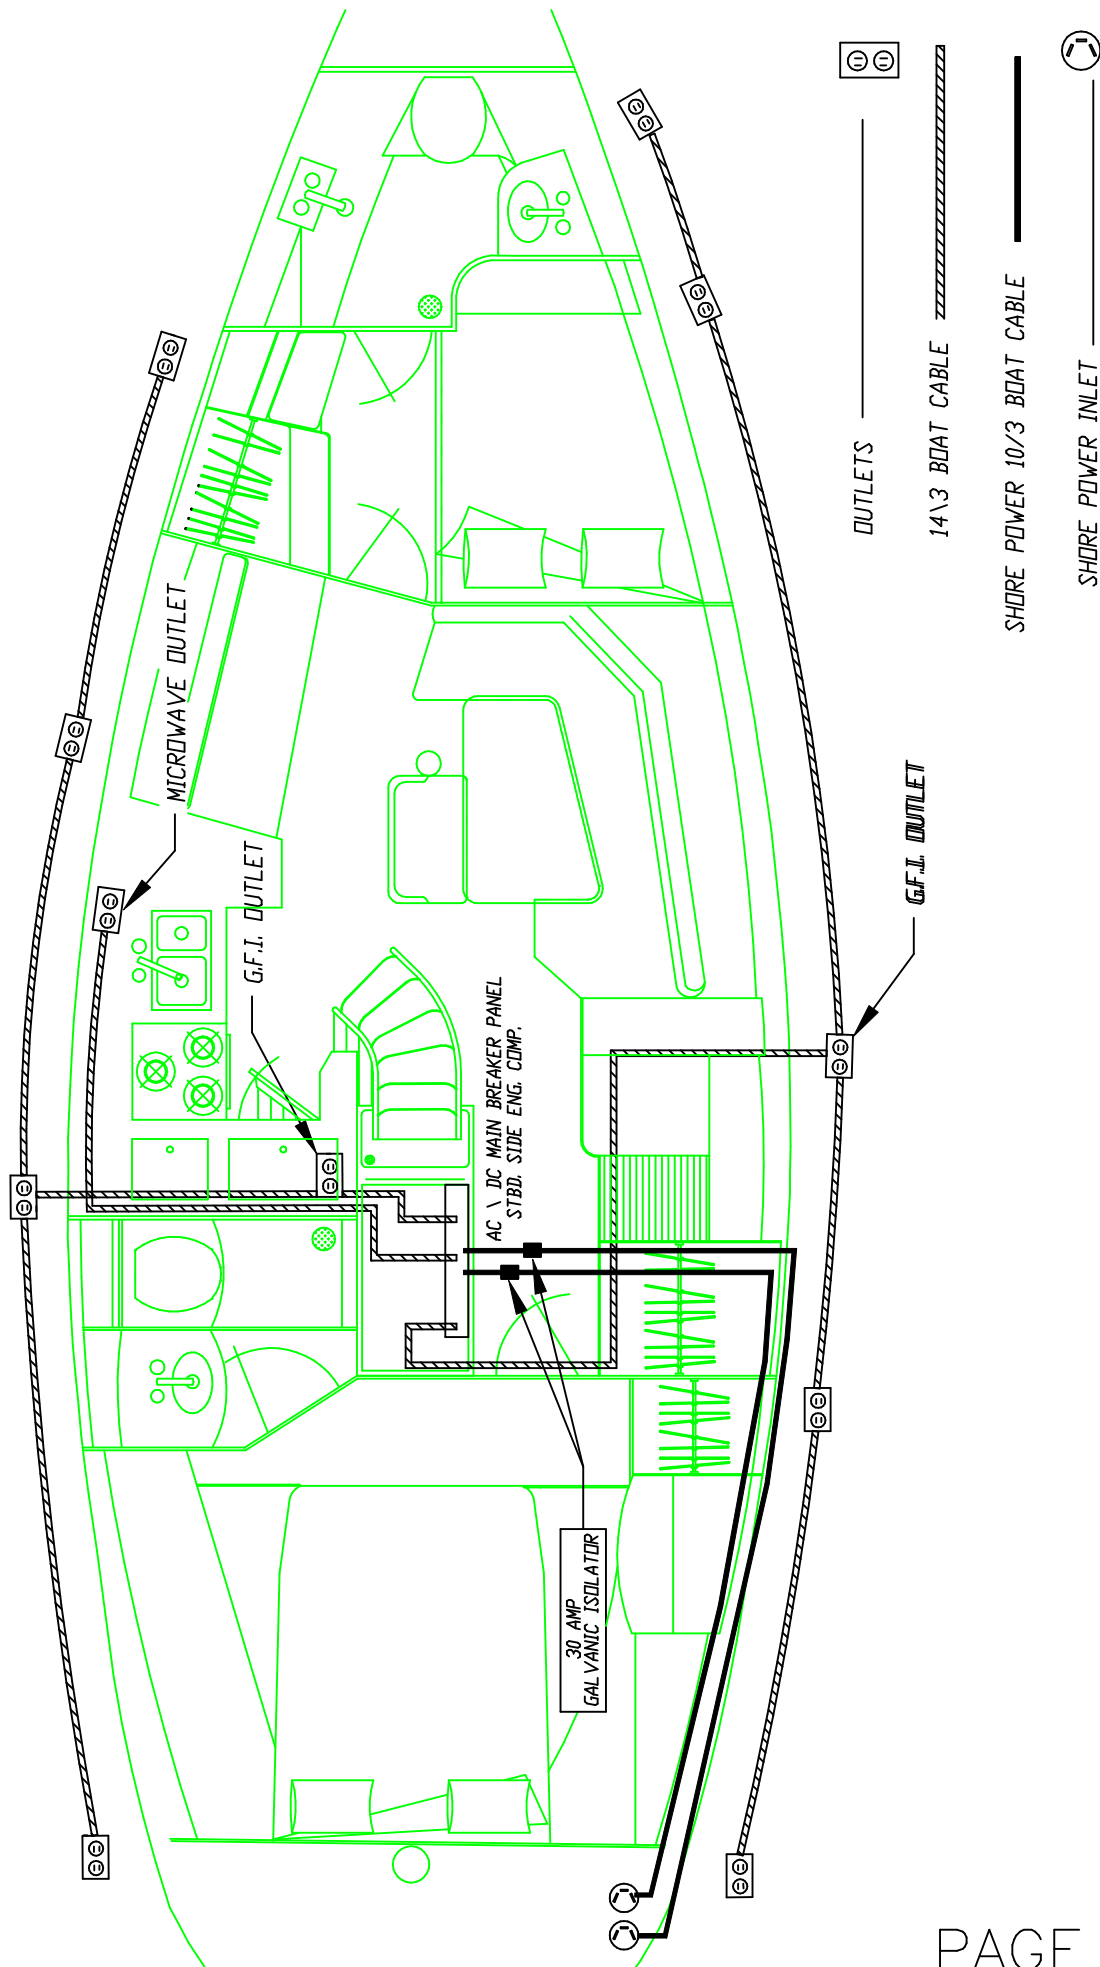 OUTLETS
14\3 BOAT CABLE
SHORE POWER 10/3 BOAT CABLE
SHORE POWER INLET
MICROWAVE OUTLET
G.F.I. OUTLET
AC \ DC MAIN BREAKER PANEL
STBD. SIDE ENG. COMP.
G.F.I. OUTLET
30 AMP
GALVANIC ISOLATOR
PAGE